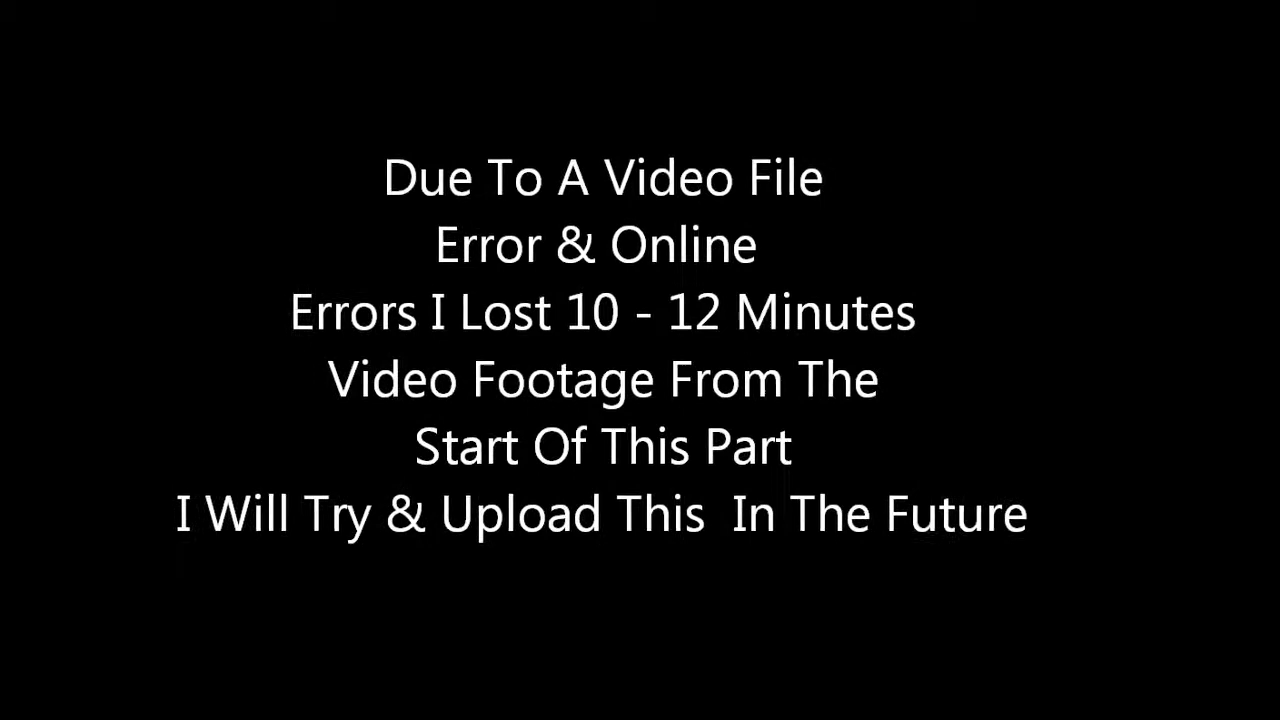 Due To A Video File
Error & Online
Errors I Lost 10 - 12 Minutes
Video Footage From The
Start Of This Part
I Will Try & Upload This  In The Future